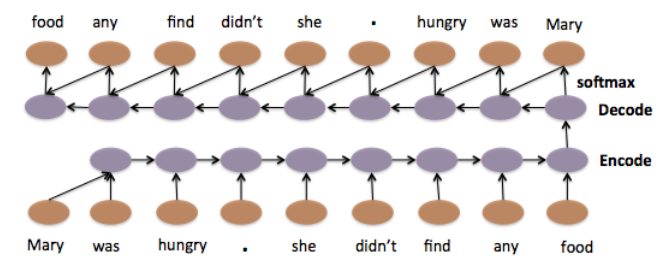 food any find didn't she . hungry was Mary
softmax
Decode
Encode
Mary was hungry . she didn't find any food